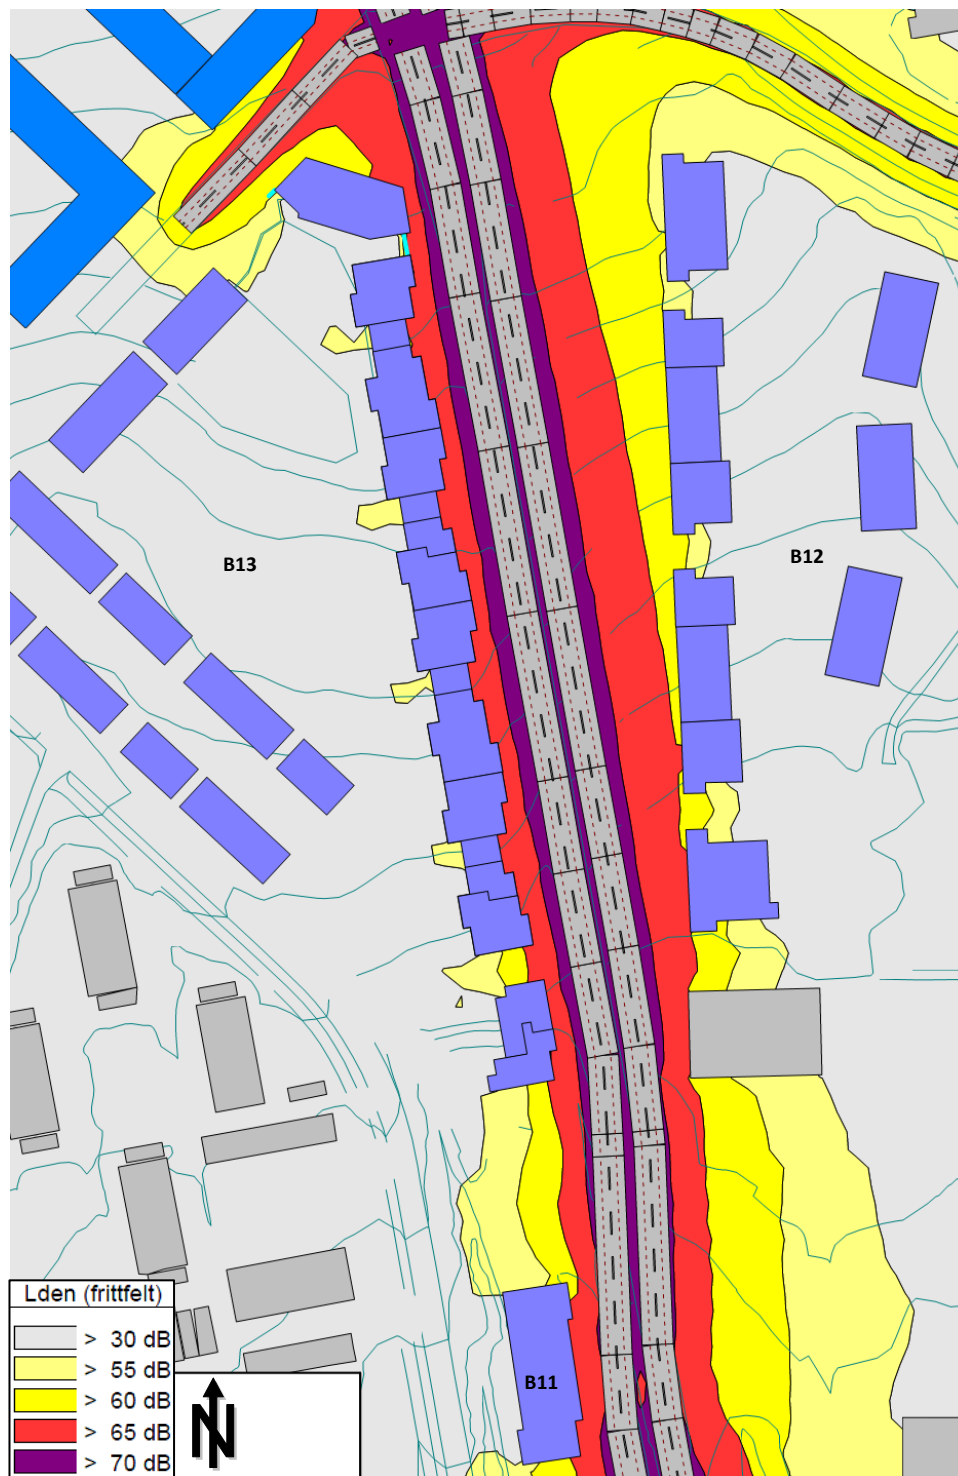 B13
B12
B11
Lden (frittfelt)
> 30 dB
> 55 dB
> 60 dB
> 65 dB
> 70 dB
N